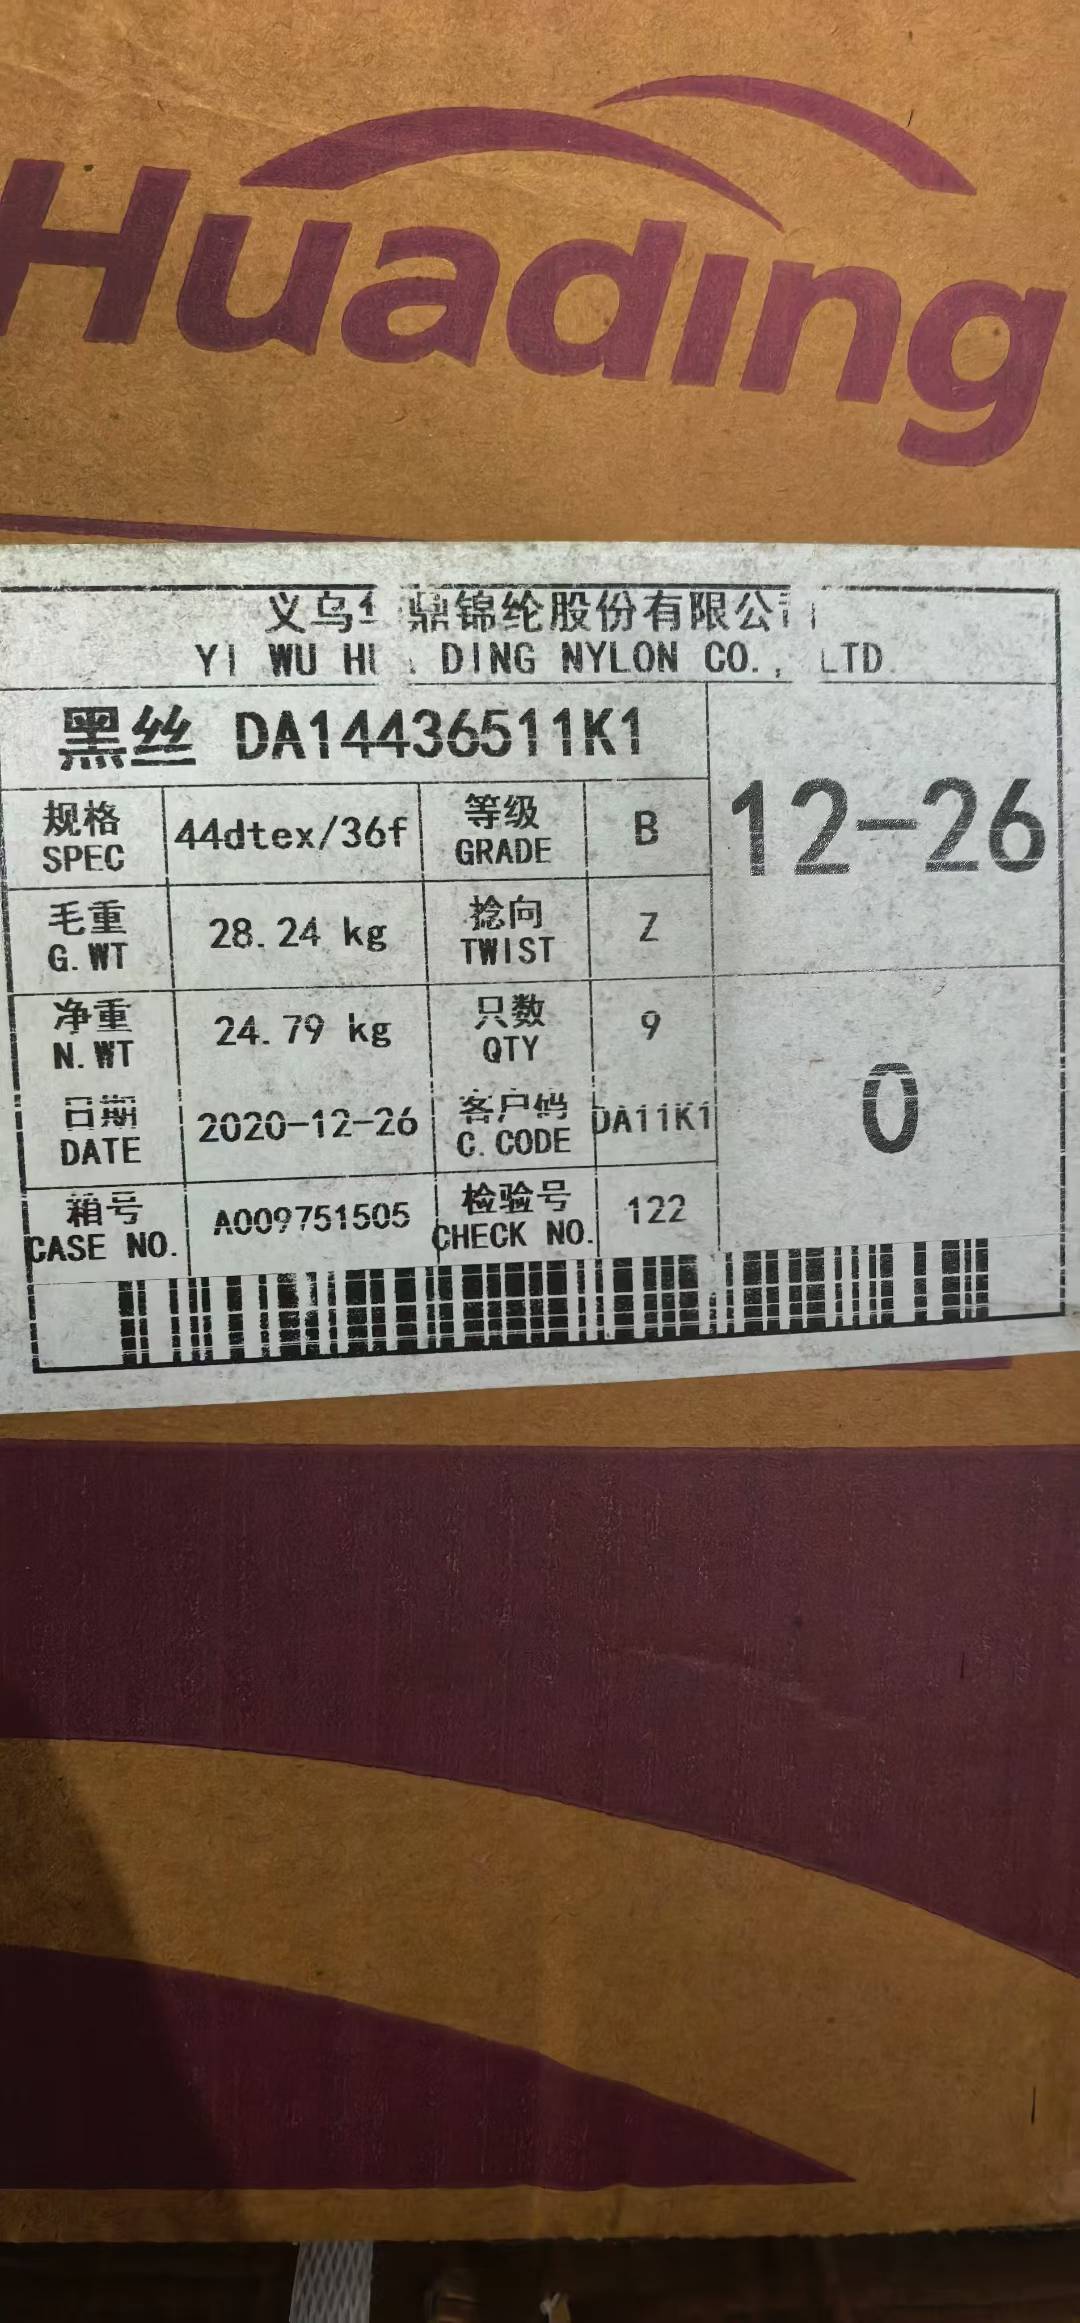 Huading
义乌华鼎锦纶股份有限公司
YI WU HUA DING NYLON CO., LTD
黑丝 DA14436511K1
12-26
规格 SPEC 44dtex/36f 等级 GRADE B
毛重 G.WT 28.24 kg 捻向 TWIST Z
净重 N.WT 24.79 kg 只数 QTY 9
0
日期 DATE 2020-12-26 客户码 C.CODE DA11K1
箱号 CASE NO. A009751505 检验号 CHECK NO. 122